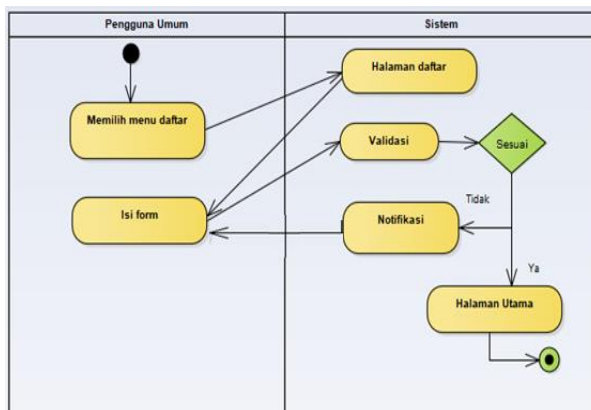 Pengguna Umum
Sistem
Halaman daftar
Memilih menu daftar
Validasi
Sesuai
Tidak
Isi form
Notifikasi
Ya
Halaman Utama